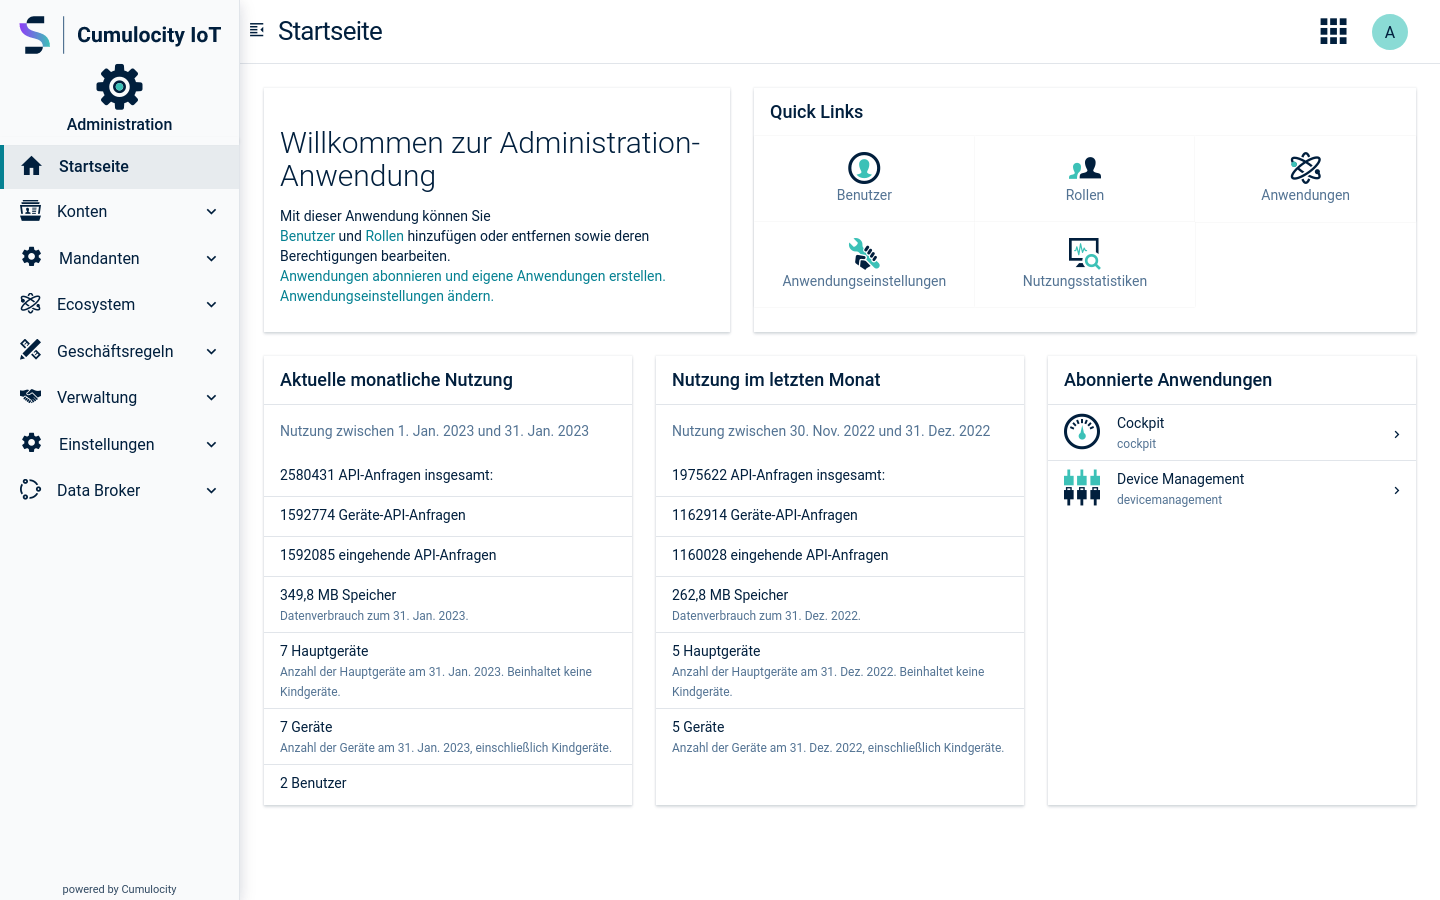 Cumulocity IoT
Administration
Startseite
Konten
Mandanten
Ecosystem
Geschäftsregeln
Verwaltung
Einstellungen
Data Broker
powered by Cumulocity
Startseite
A
Willkommen zur Administration-
Anwendung
Mit dieser Anwendung können Sie
Benutzer und Rollen hinzufügen oder entfernen sowie deren
Berechtigungen bearbeiten.
Anwendungen abonnieren und eigene Anwendungen erstellen.
Anwendungseinstellungen ändern.
Quick Links
Benutzer
Rollen
Anwendungen
Anwendungseinstellungen
Nutzungsstatistiken
Aktuelle monatliche Nutzung
Nutzung zwischen 1. Jan. 2023 und 31. Jan. 2023
2580431 API-Anfragen insgesamt:
1592774 Geräte-API-Anfragen
1592085 eingehende API-Anfragen
349,8 MB Speicher
Datenverbrauch zum 31. Jan. 2023.
7 Hauptgeräte
Anzahl der Hauptgeräte am 31. Jan. 2023. Beinhaltet keine
Kindgeräte.
7 Geräte
Anzahl der Geräte am 31. Jan. 2023, einschließlich Kindgeräte.
2 Benutzer
Nutzung im letzten Monat
Nutzung zwischen 30. Nov. 2022 und 31. Dez. 2022
1975622 API-Anfragen insgesamt:
1162914 Geräte-API-Anfragen
1160028 eingehende API-Anfragen
262,8 MB Speicher
Datenverbrauch zum 31. Dez. 2022.
5 Hauptgeräte
Anzahl der Hauptgeräte am 31. Dez. 2022. Beinhaltet keine
Kindgeräte.
5 Geräte
Anzahl der Geräte am 31. Dez. 2022, einschließlich Kindgeräte.
Abonnierte Anwendungen
Cockpit
cockpit
Device Management
devicemanagement